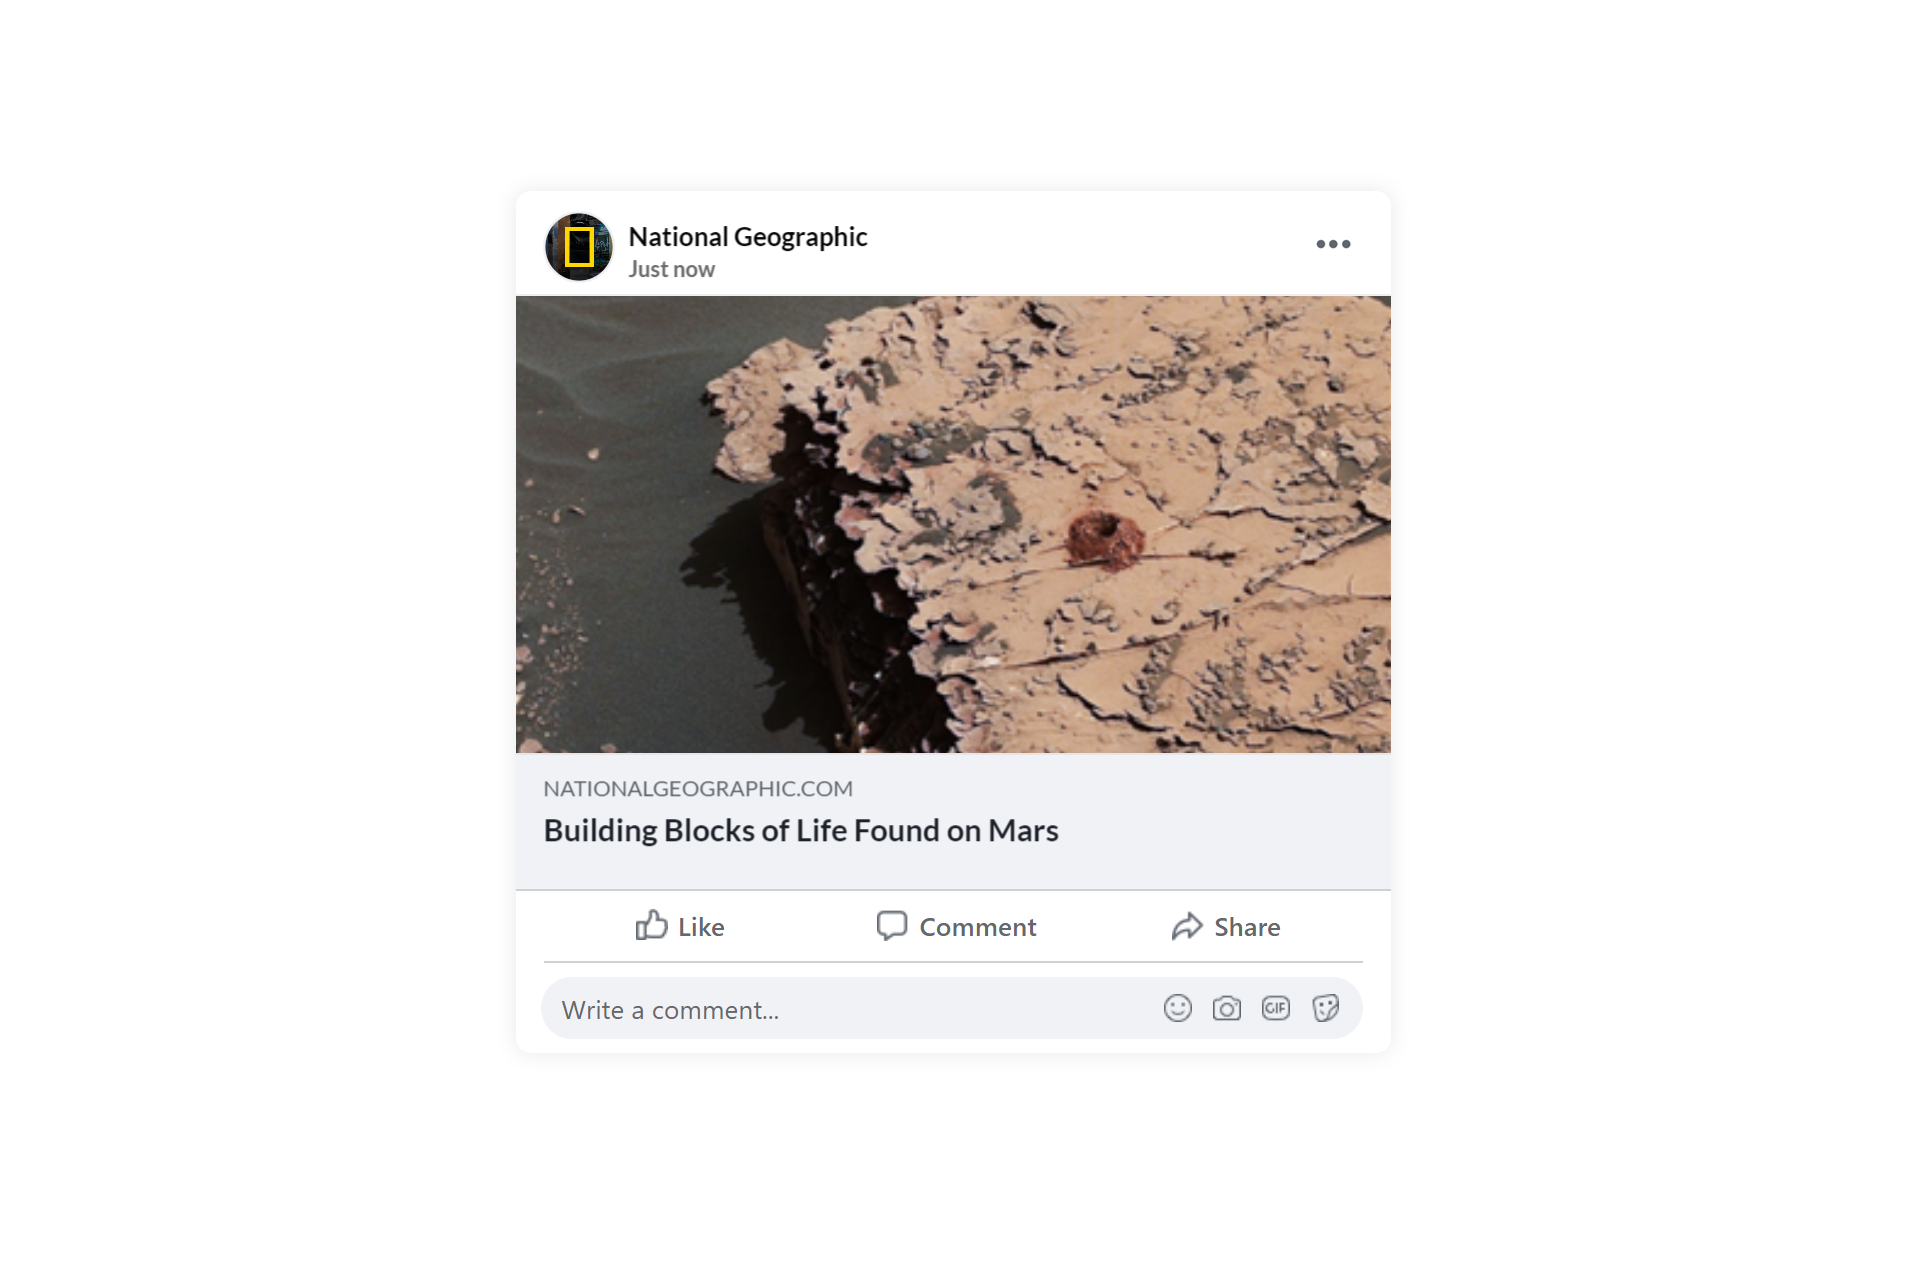 National Geographic
Just now
NATIONALGEOGRAPHIC.COM
Building Blocks of Life Found on Mars
Like
Comment
Share
Write a comment...
GIF